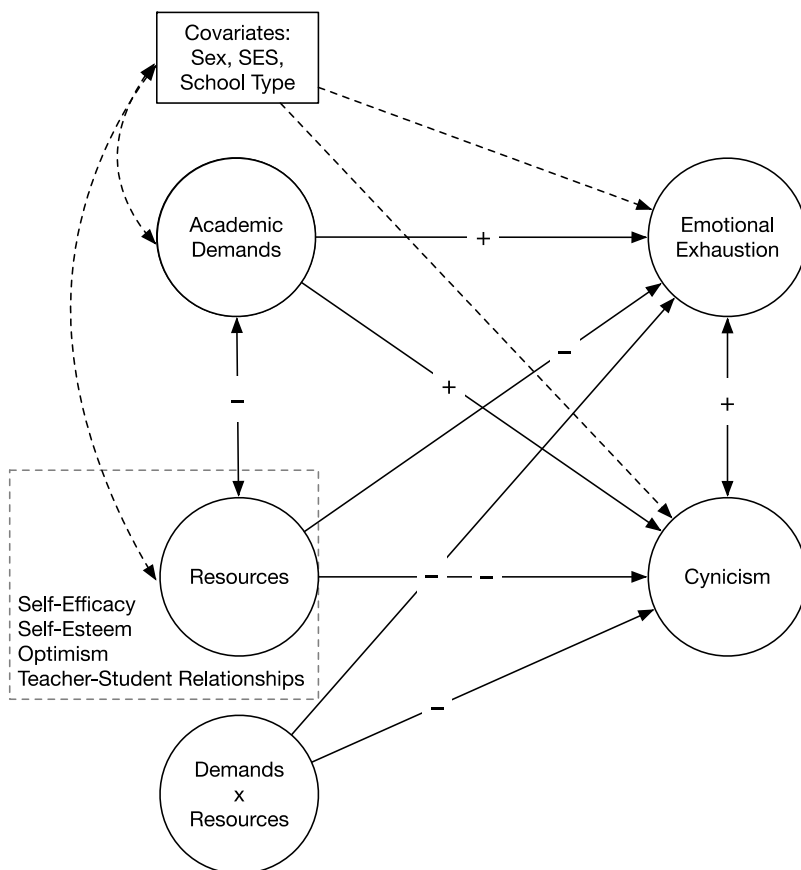 Covariates:
Sex, SES,
School Type
Academic
Demands
+
Emotional
Exhaustion
–
+
–
+
Resources
– –
Cynicism
Self-Efficacy
Self-Esteem
Optimism
Teacher-Student Relationships
–
Demands
x
Resources